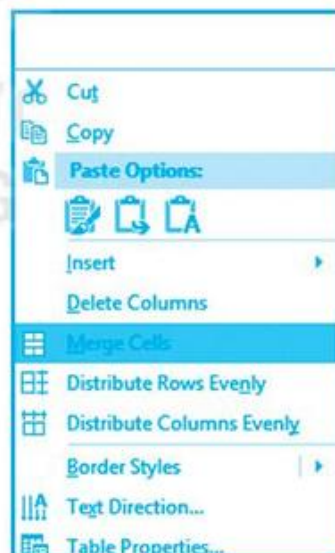 Cut
Copy
Paste Options:
Insert
Delete Columns
Merge Cells
Distribute Rows Evenly
Distribute Columns Evenly
Border Styles
Text Direction...
Table Properties...